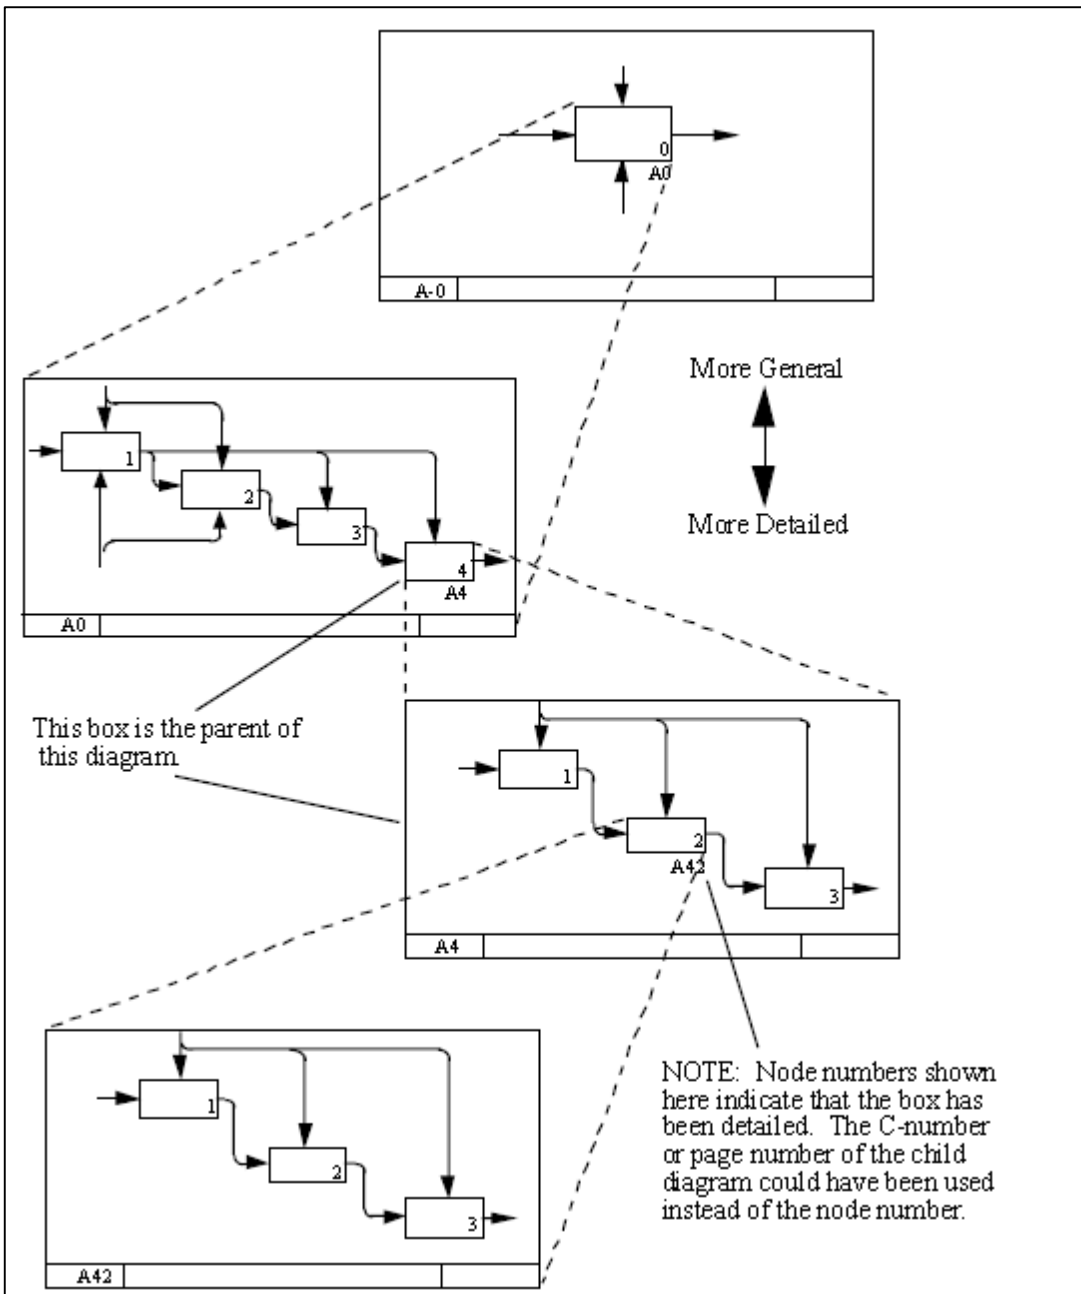 0
A0
A-0
More General
More Detailed
1
2
3
4
A4
A0
This box is the parent of
this diagram
1
2
A42
3
A4
NOTE: Node numbers shown
here indicate that the box has
been detailed. The C-number
or page number of the child
diagram could have been used
instead of the node number.
1
2
3
A42